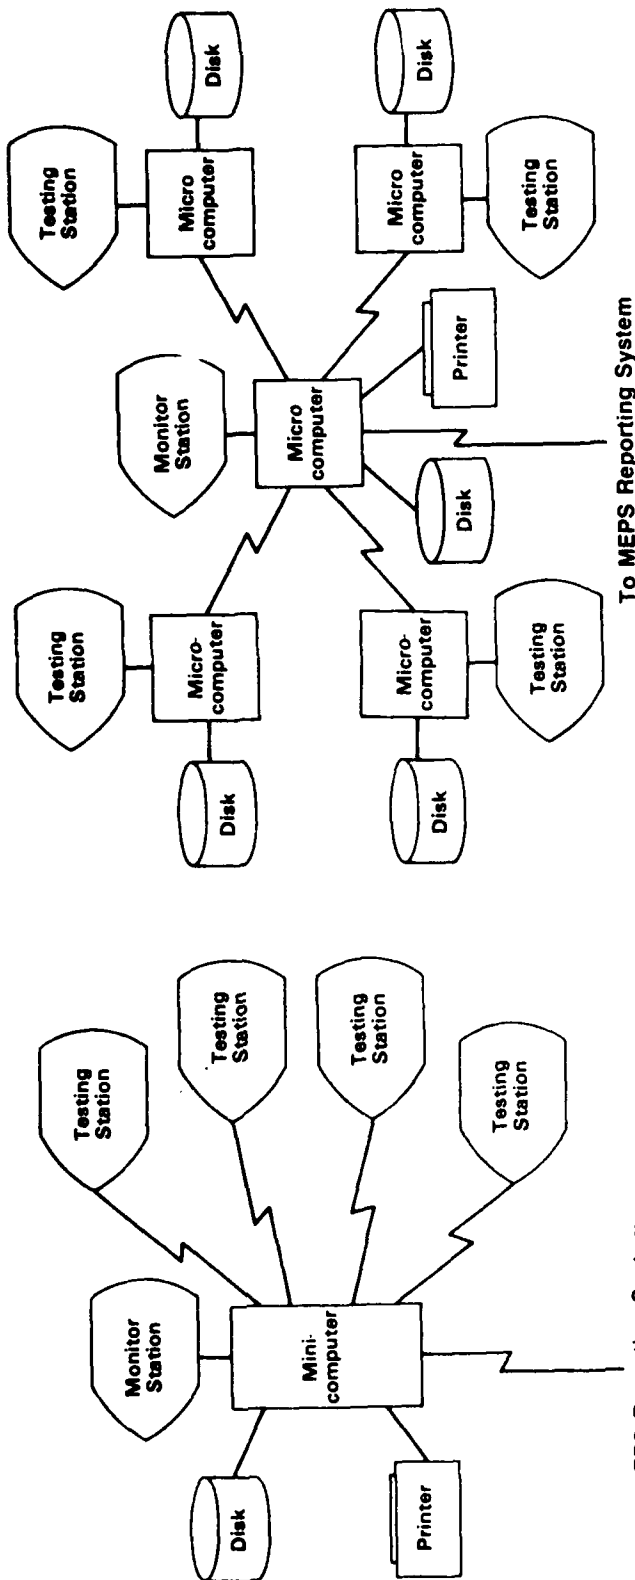 Monitor
Station
Testing
Station
Testing
Station
Testing
Station
Testing
Station
Disk
Mini-
computer
Printer
Testing
Station
Monitor
Station
Testing
Station
Disk
Micro-
computer
Micro
computer
Micro
computer
Disk
Disk
Micro-
computer
Disk
Printer
Micro
computer
Disk
Testing
Station
Testing
Station
To MEPS Reporting System